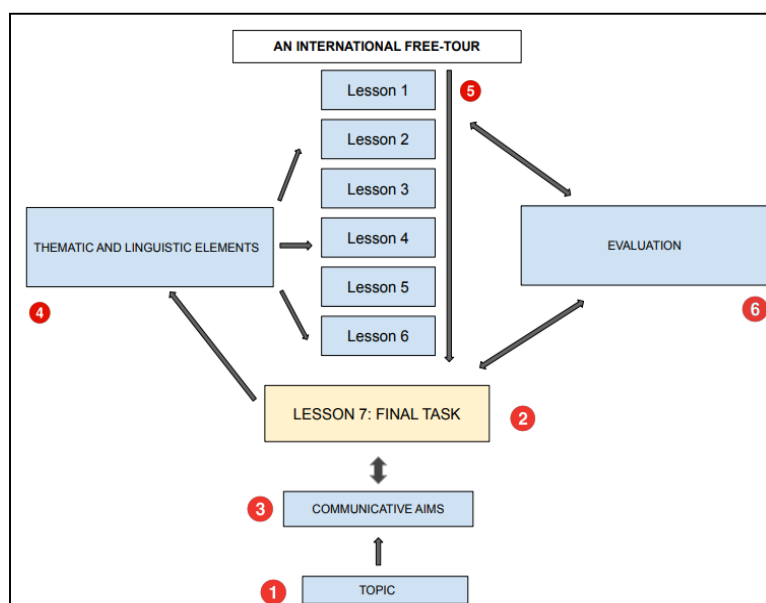 AN INTERNATIONAL FREE-TOUR
Lesson 1
5
Lesson 2
Lesson 3
THEMATIC AND LINGUISTIC ELEMENTS
Lesson 4
EVALUATION
Lesson 5
4
6
Lesson 6
LESSON 7: FINAL TASK
2
3
COMMUNICATIVE AIMS
1
TOPIC